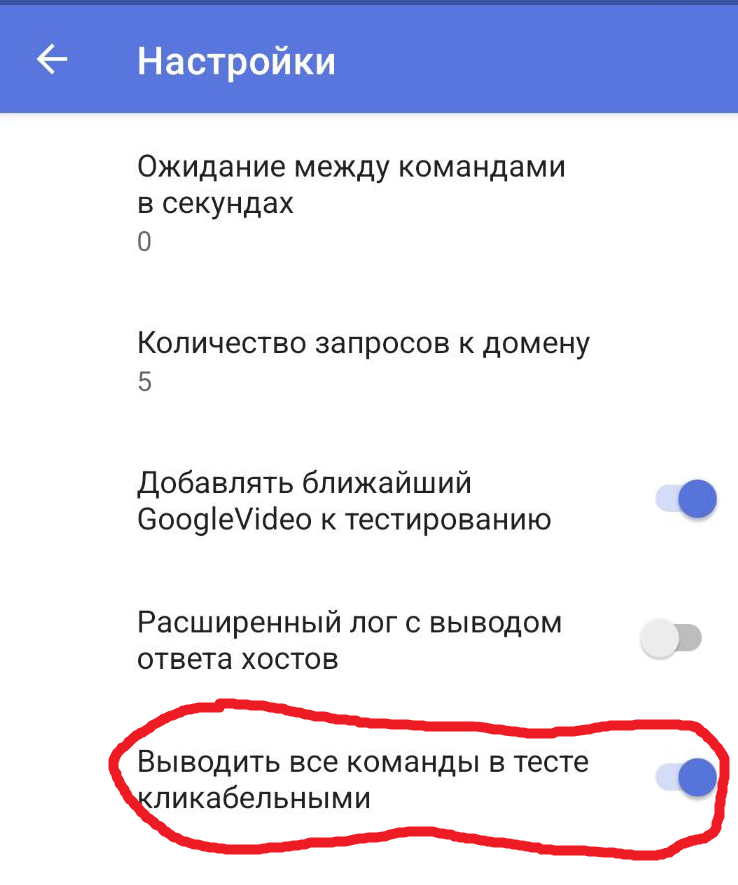 Настройки
Ожидание между командами
в секундах
0
Количество запросов к домену
5
Добавлять ближайший
GoogleVideo к тестированию
Расширенный лог с выводом
ответа хостов
Выводить все команды в тесте
кликабельными